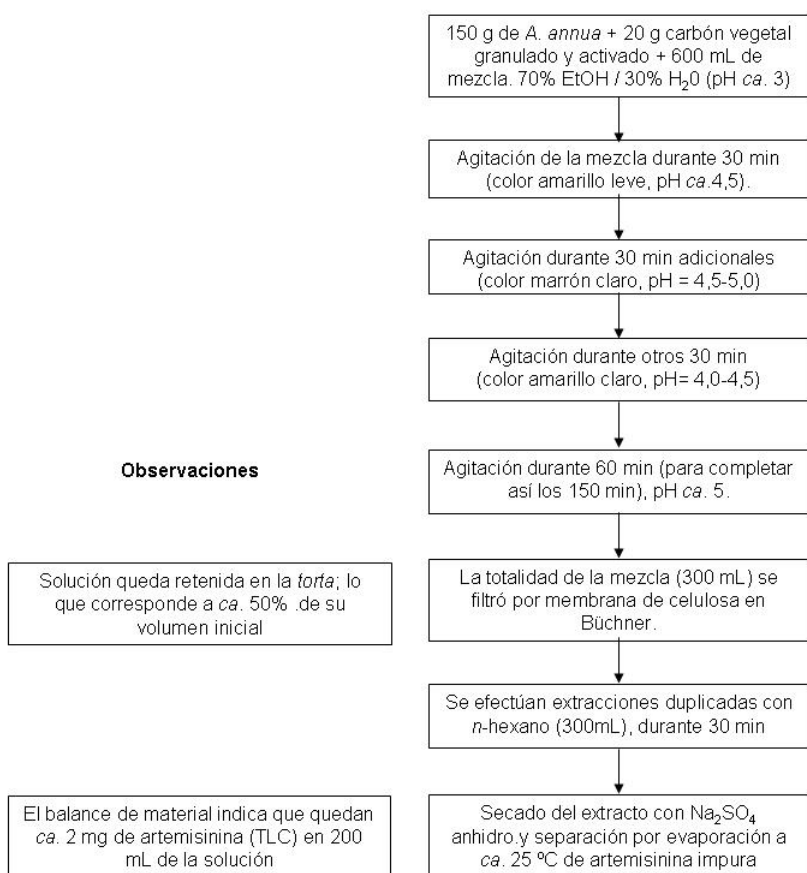 150 g de A. annua + 20 g carbón vegetal
granulado y activado + 600 mL de
mezcla. 70% EtOH / 30% H₂0 (pH ca. 3)
Agitación de la mezcla durante 30 min
(color amarillo leve, pH ca.4,5).
Agitación durante 30 min adicionales
(color marrón claro, pH = 4,5-5,0)
Agitación durante otros 30 min
(color amarillo claro, pH= 4,0-4,5)
Observaciones
Agitación durante 60 min (para completar
así los 150 min), pH ca. 5.
Solución queda retenida en la torta; lo
que corresponde a ca. 50% .de su
volumen inicial
La totalidad de la mezcla (300 mL) se
filtró por membrana de celulosa en
Büchner.
Se efectúan extracciones duplicadas con
n-hexano (300mL), durante 30 min
El balance de material indica que quedan
ca. 2 mg de artemisinina (TLC) en 200
mL de la solución
Secado del extracto con Na₂SO₄
anhidro.y separación por evaporación a
ca. 25 ºC de artemisinina impura